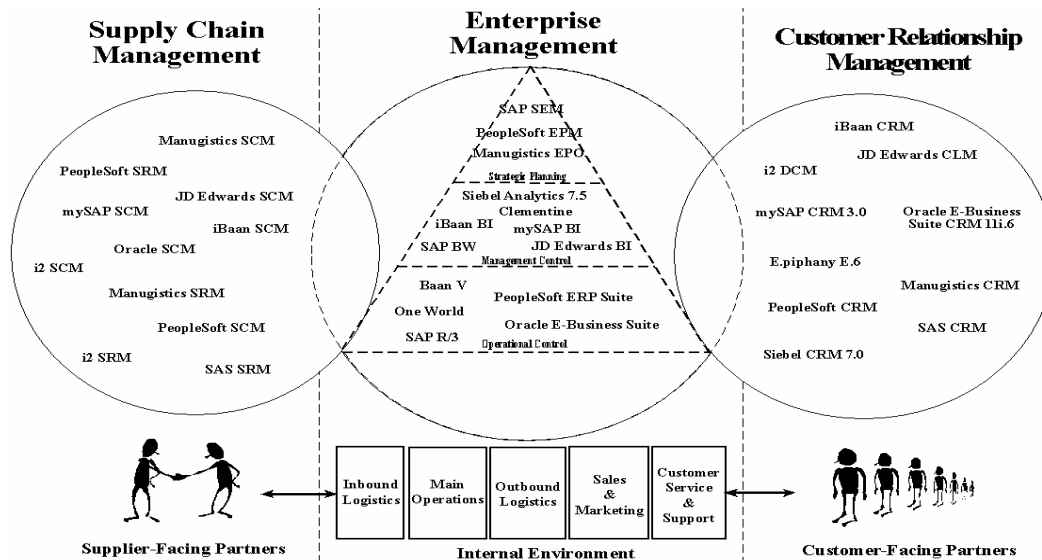 Supply Chain
Management
Enterprise
Management
Customer Relationship
Management
Manugistics SCM
PeopleSoft SRM
JD Edwards SCM
mySAP SCM
iBaan SCM
Oracle SCM
i2 SCM
Manugistics SRM
PeopleSoft SCM
i2 SRM
SAS SRM
SAP SEM
PeopleSoft EPM
Manugistics EPO
Strategic Planning
Siebel Analytics 7.5
Clementine
iBaan BI
mySAP BI
SAP BW
JD Edwards BI
Management Control
Baan V
PeopleSoft ERP Suite
One World
Oracle E-Business Suite
SAP R/3
Operational Control
iBaan CRM
JD Edwards CLM
i2 DCM
mySAP CRM 3.0
Oracle E-Business
Suite CRM 11i.6
E.piphany E.6
Manugistics CRM
PeopleSoft CRM
SAS CRM
Siebel CRM 7.0
Inbound
Logistics
Main
Operations
Outbound
Logistics
Sales
&
Marketing
Customer
Service
&
Support
Supplier-Facing Partners
Internal Environment
Customer-Facing Partners